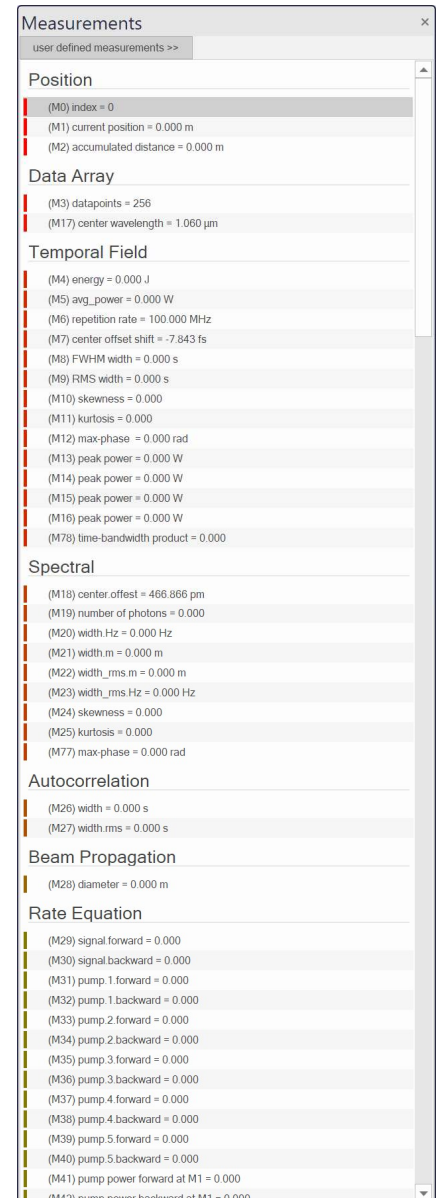 Measurements
user defined measurements >>
Position
(M0) index = 0
(M1) current position = 0.000 m
(M2) accumulated distance = 0.000 m
Data Array
(M3) datapoints = 256
(M17) center wavelength = 1.060 µm
Temporal Field
(M4) energy = 0.000 J
(M5) avg_power = 0.000 W
(M6) repetition rate = 100.000 MHz
(M7) center offset shift = -7.843 fs
(M8) FWHM width = 0.000 s
(M9) RMS width = 0.000 s
(M10) skewness = 0.000
(M11) kurtosis = 0.000
(M12) max-phase = 0.000 rad
(M13) peak power = 0.000 W
(M14) peak power = 0.000 W
(M15) peak power = 0.000 W
(M16) peak power = 0.000 W
(M78) time-bandwidth product = 0.000
Spectral
(M18) center.offest = 466.866 pm
(M19) number of photons = 0.000
(M20) width.Hz = 0.000 Hz
(M21) width.m = 0.000 m
(M22) width_rms.m = 0.000 m
(M23) width_rms.Hz = 0.000 Hz
(M24) skewness = 0.000
(M25) kurtosis = 0.000
(M77) max-phase = 0.000 rad
Autocorrelation
(M26) width = 0.000 s
(M27) width.rms = 0.000 s
Beam Propagation
(M28) diameter = 0.000 m
Rate Equation
(M29) signal.forward = 0.000
(M30) signal.backward = 0.000
(M31) pump.1.forward = 0.000
(M32) pump.1.backward = 0.000
(M33) pump.2.forward = 0.000
(M34) pump.2.backward = 0.000
(M35) pump.3.forward = 0.000
(M36) pump.3.backward = 0.000
(M37) pump.4.forward = 0.000
(M38) pump.4.backward = 0.000
(M39) pump.5.forward = 0.000
(M40) pump.5.backward = 0.000
(M41) pump power forward at M1 = 0.000
(M42) pump power backward at M1 = 0.000